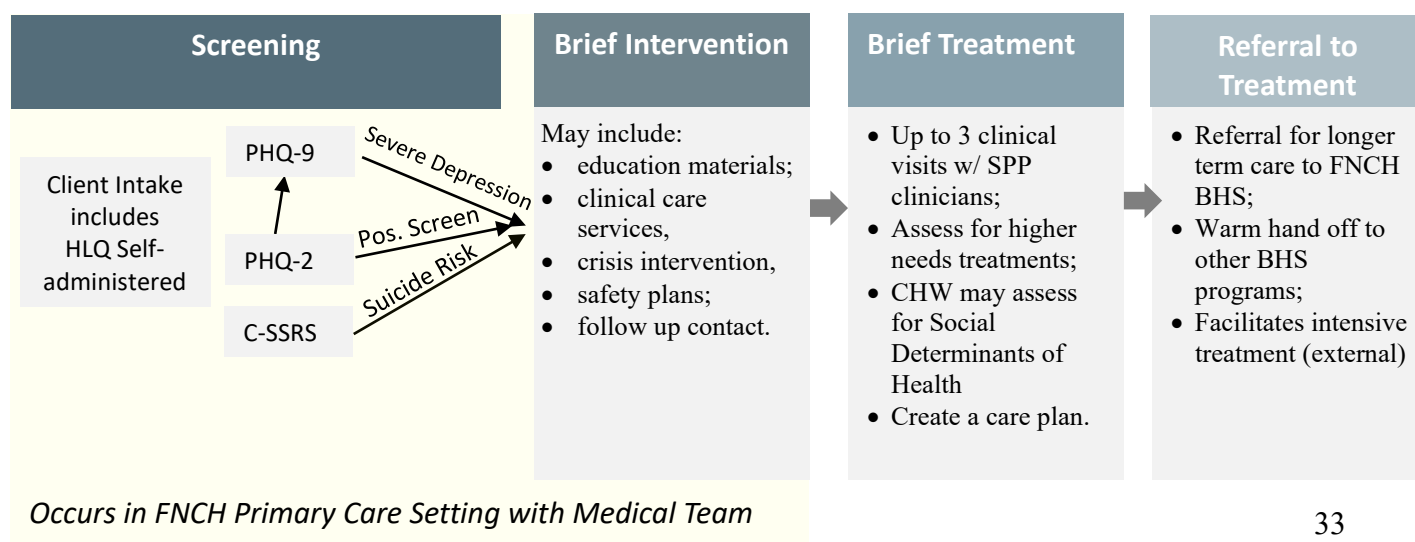 Screening
Client Intake
includes
HLQ Self-
administered
PHQ-9
PHQ-2
C-SSRS
Severe Depression
Pos. Screen
Suicide Risk
Brief Intervention
May include:
• education materials;
• clinical care
services,
• crisis intervention,
• safety plans;
• follow up contact.
Brief Treatment
• Up to 3 clinical
visits w/ SPP
clinicians;
• Assess for higher
needs treatments;
• CHW may assess
for Social
Determinants of
Health
• Create a care plan.
Referral to
Treatment
• Referral for longer
term care to FNCH
BHS;
• Warm hand off to
other BHS
programs;
• Facilitates intensive
treatment (external)
Occurs in FNCH Primary Care Setting with Medical Team
33